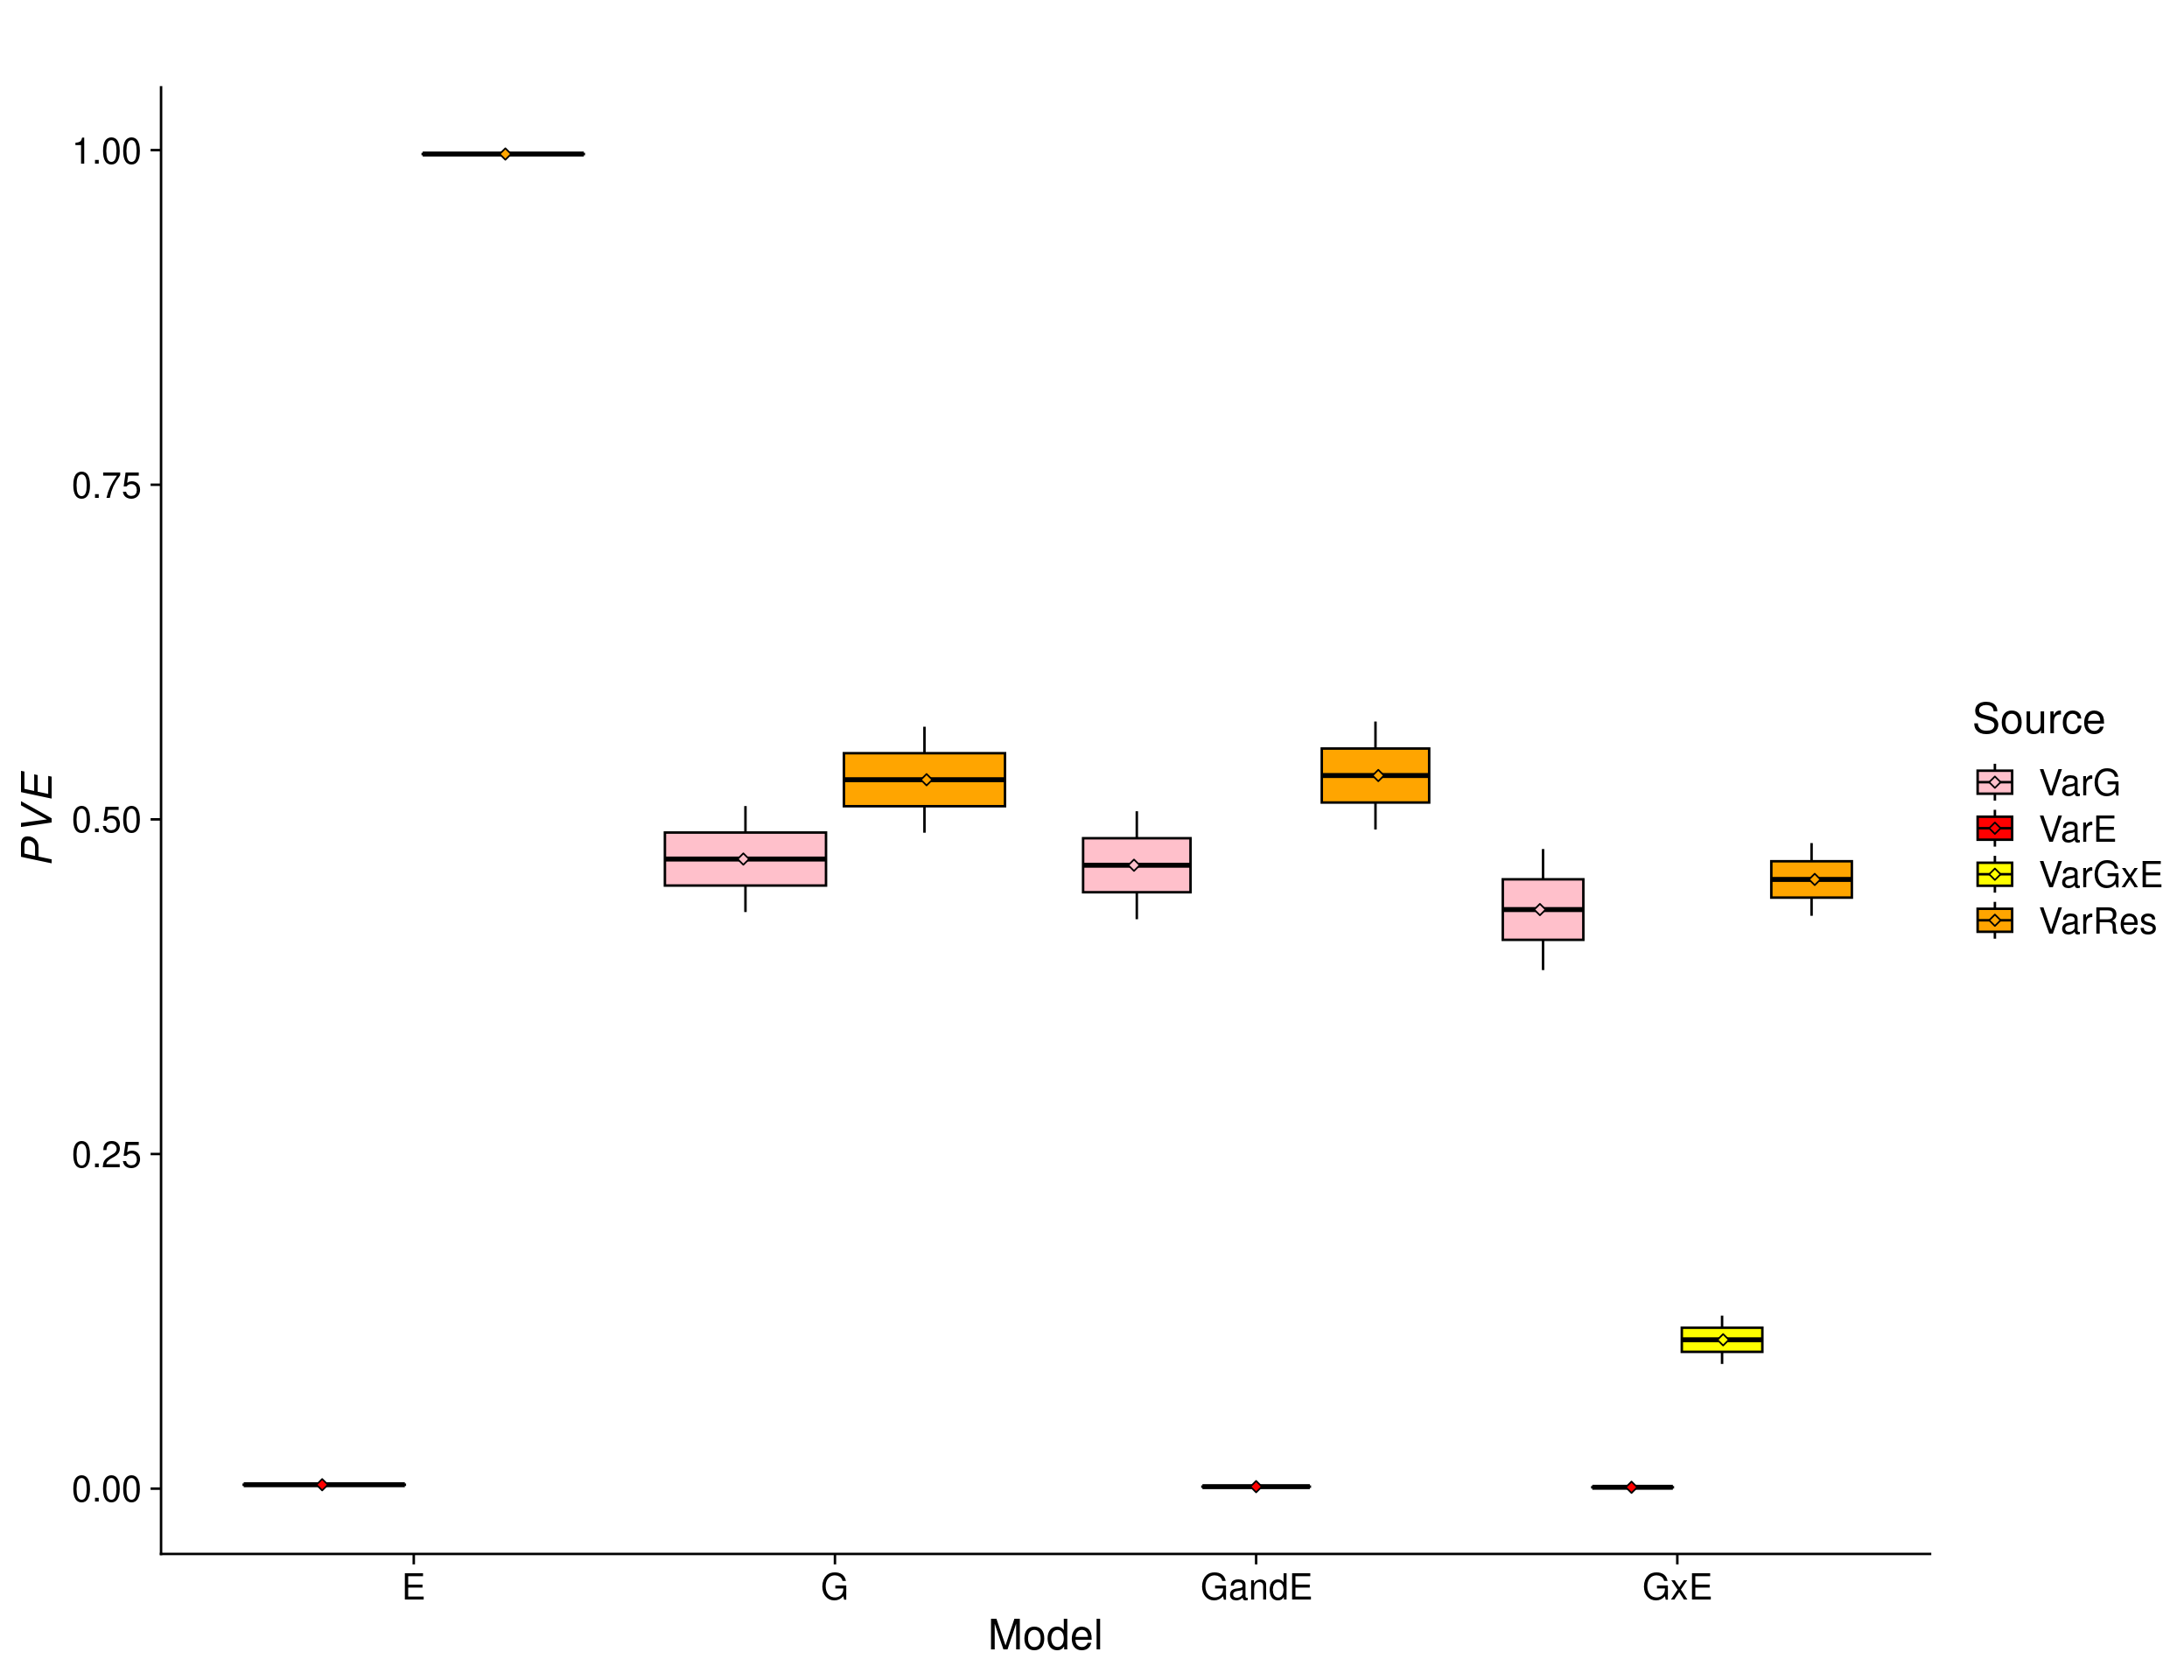 PVE
1.00
0.75
0.50
0.25
0.00
E G GandE GxE
Model
Source
VarG
VarE
VarGxE
VarRes